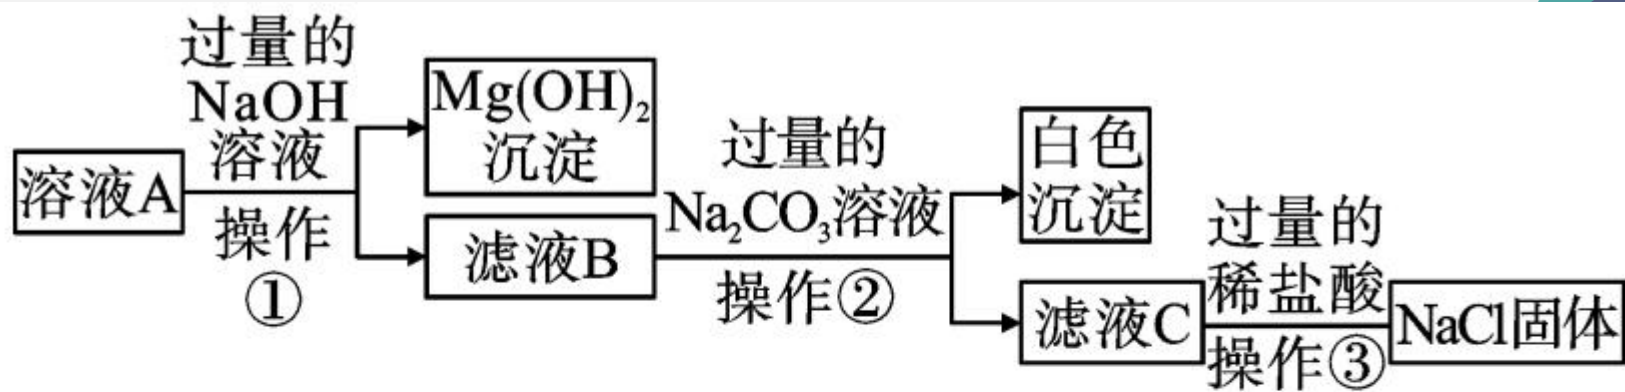 过量的
NaOH
溶液
溶液A
操作
①
Mg(OH)₂
沉淀
滤液B
过量的
Na₂CO₃溶液
操作②
白色
沉淀
滤液C
过量的
稀盐酸
操作③
NaCl固体